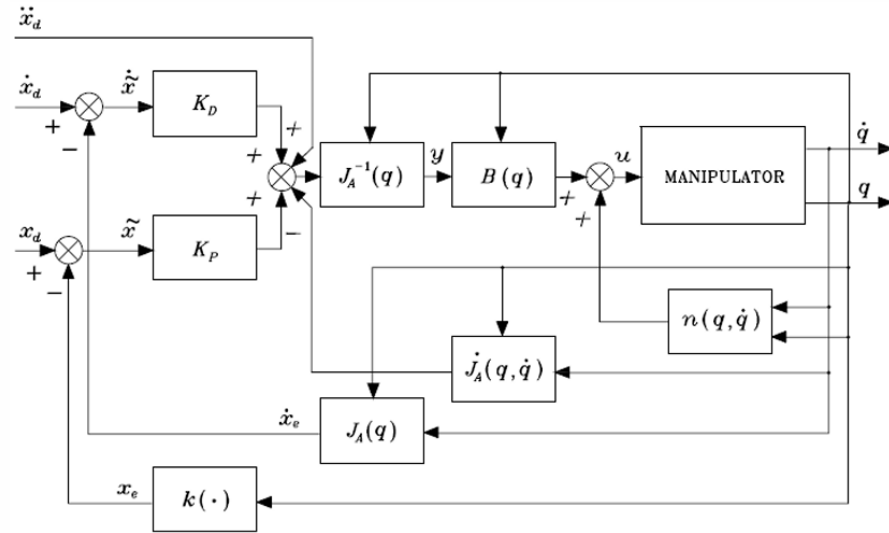 ẍ_d
ẋ_d + − x̃̇ K_D + + y u q̇
J_A^{-1}(q) B(q) + + MANIPULATOR
+ + − q
x_d + − x̃ K_P
n(q, q̇)
J̇_A(q, q̇)
ẋ_e J_A(q)
x_e k(·)